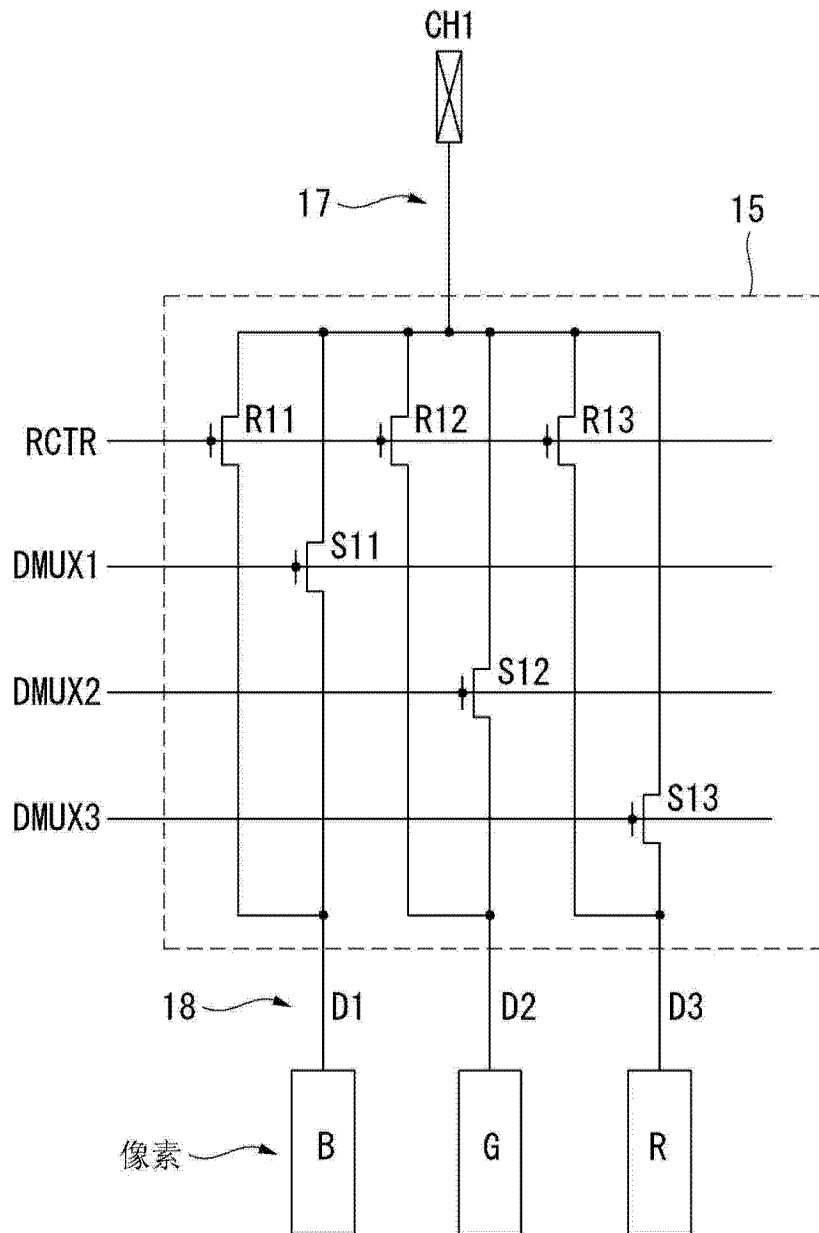 CH1
17
15
RCTR
R11
R12
R13
DMUX1
S11
DMUX2
S12
DMUX3
S13
18
D1
D2
D3
像素
B
G
R